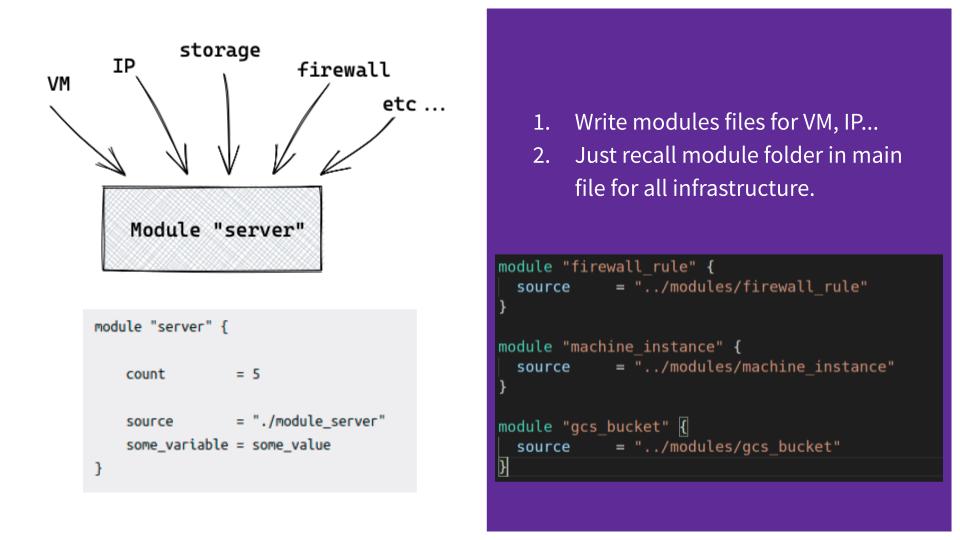 VM
IP
storage
firewall
etc ...
Module "server"
module "server" {
count = 5
source = "./module_server"
some_variable = some_value
}
1. Write modules files for VM, IP...
2. Just recall module folder in main
file for all infrastructure.
module "firewall_rule" {
source = "../modules/firewall_rule"
}
module "machine_instance" {
source = "../modules/machine_instance"
}
module "gcs_bucket" {
source = "../modules/gcs_bucket"
}